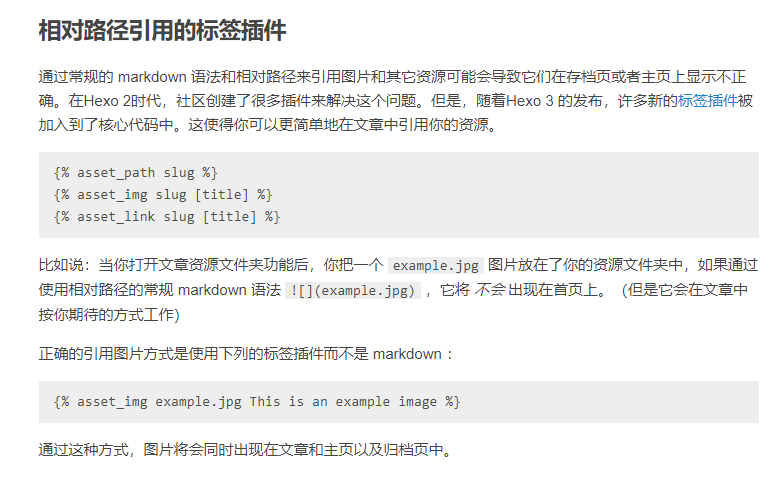 相对路径引用的标签插件
通过常规的 markdown 语法和相对路径来引用图片和其它资源可能会导致它们在存档页或者主页上显示不正
确。在Hexo 2时代，社区创建了很多插件来解决这个问题。但是，随着Hexo 3 的发布，许多新的标签插件被
加入到了核心代码中。这使得你可以更简单地在文章中引用你的资源。
{% asset_path slug %}
{% asset_img slug [title] %}
{% asset_link slug [title] %}
比如说：当你打开文章资源文件夹功能后，你把一个 example.jpg 图片放在了你的资源文件夹中，如果通过
使用相对路径的常规 markdown 语法 ![](example.jpg) ，它将 不会 出现在首页上。（但是它会在文章中
按你期待的方式工作）
正确的引用图片方式是使用下列的标签插件而不是 markdown ：
{% asset_img example.jpg This is an example image %}
通过这种方式，图片将会同时出现在文章和主页以及归档页中。